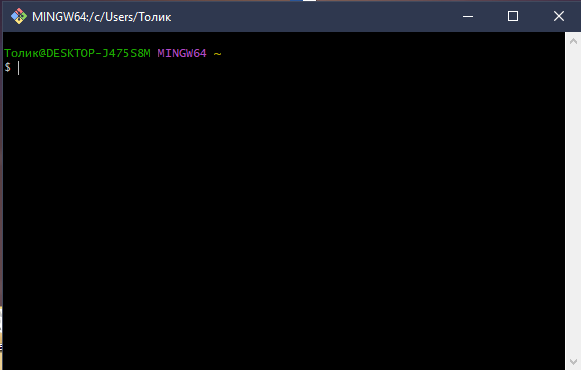 MINGW64:/c/Users/Толик
Толик@DESKTOP-J475S8M MINGW64 ~
$